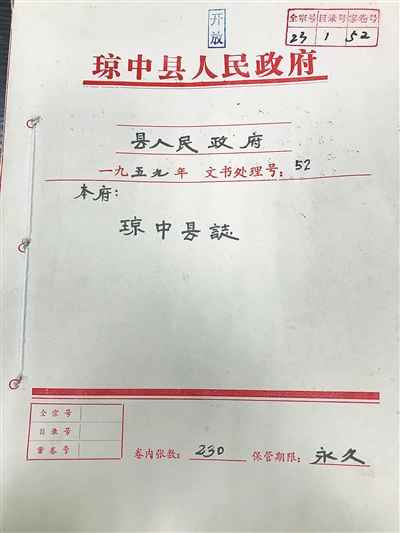 开放
全宗号 目录号 案卷号
23 1 52
琼中县人民政府
县人民政府
一九五九年 文书处理号：52
本府：
琼中县誌
全宗号
目录号
案卷号
卷内张数：230 保管期限：永久